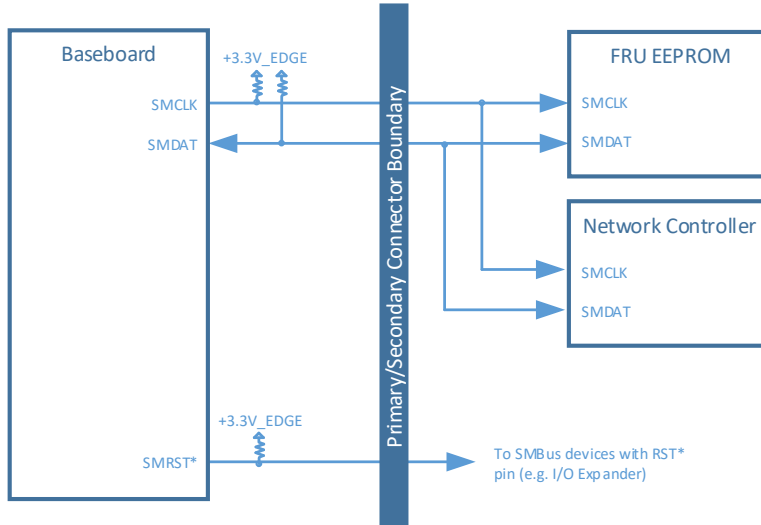 Baseboard
+3.3V_EDGE
SMCLK
SMDAT
+3.3V_EDGE
SMRST*
Primary/Secondary Connector Boundary
FRU EEPROM
SMCLK
SMDAT
Network Controller
SMCLK
SMDAT
To SMBus devices with RST*
pin (e.g. I/O Expander)